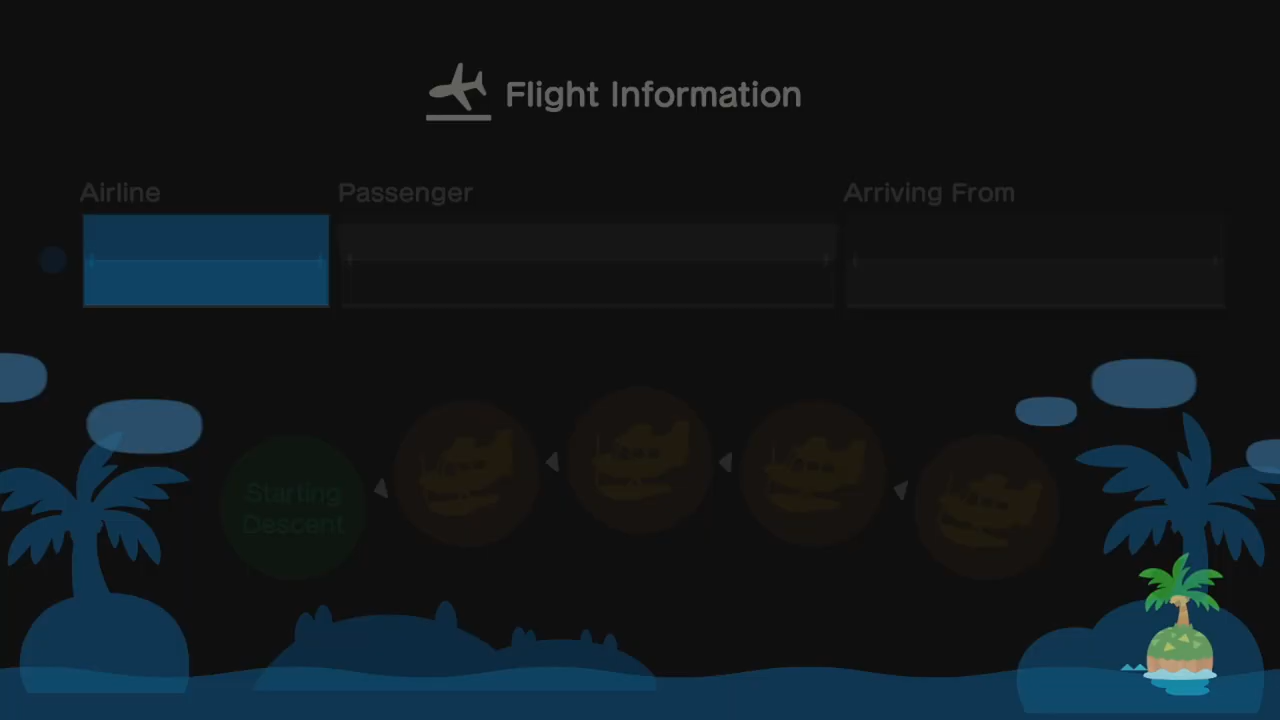 Flight Information
Airline
Passenger
Arriving From
Starting
Descent